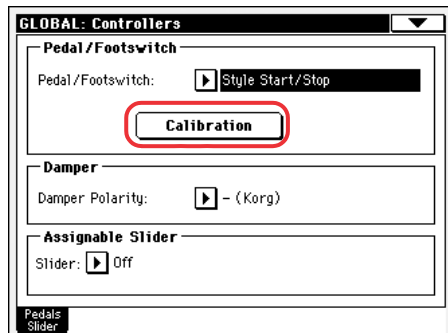 GLOBAL: Controllers
Pedal/Footswitch
Pedal/Footswitch: Style Start/Stop
Calibration
Damper
Damper Polarity: - (Korg)
Assignable Slider
Slider: Off
Pedals
Slider